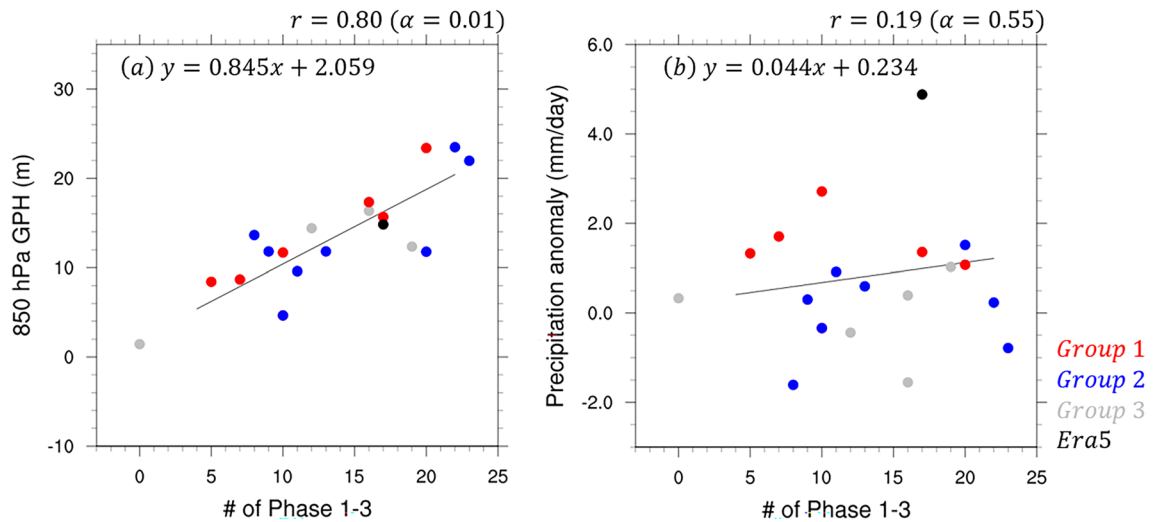 r = 0.80 (α = 0.01)
(a) y = 0.845x + 2.059
850 hPa GPH (m)
30
20
10
0
-10
0 5 10 15 20 25
# of Phase 1-3
r = 0.19 (α = 0.55)
(b) y = 0.044x + 0.234
Precipitation anomaly (mm/day)
6.0
4.0
2.0
0.0
-2.0
0 5 10 15 20 25
# of Phase 1-3
Group 1
Group 2
Group 3
Era5